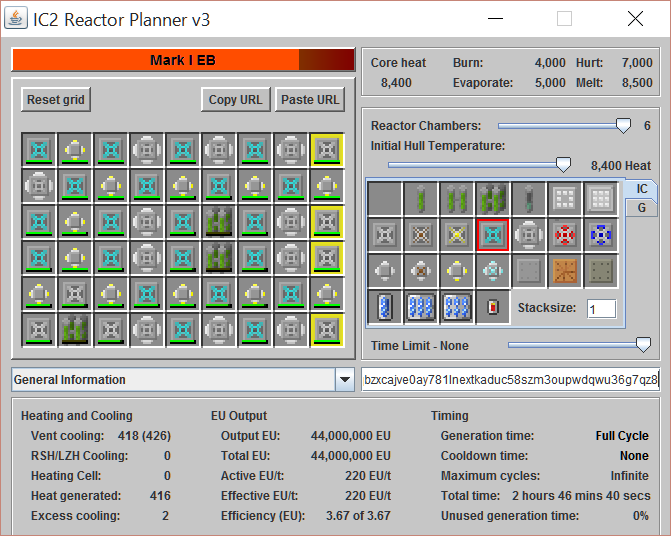 IC2 Reactor Planner v3
Mark I EB
Core heat Burn: 4,000 Hurt: 7,000
8,400 Evaporate: 5,000 Melt: 8,500
Reset grid Copy URL Paste URL
Reactor Chambers: 6
Initial Hull Temperature:
8,400 Heat
IC
G
Stacksize: 1
Time Limit - None
General Information
bzxcajve0ay781lnextkaduc58szm3oupwdqwu36g7qz8
Heating and Cooling EU Output Timing
Vent cooling: 418 (426) Output EU: 44,000,000 EU Generation time: Full Cycle
RSH/LZH Cooling: 0 Total EU: 44,000,000 EU Cooldown time: None
Heating Cell: 0 Active EU/t: 220 EU/t Maximum cycles: Infinite
Heat generated: 416 Effective EU/t: 220 EU/t Total time: 2 hours 46 mins 40 secs
Excess cooling: 2 Efficiency (EU): 3.67 of 3.67 Unused generation time: 0%